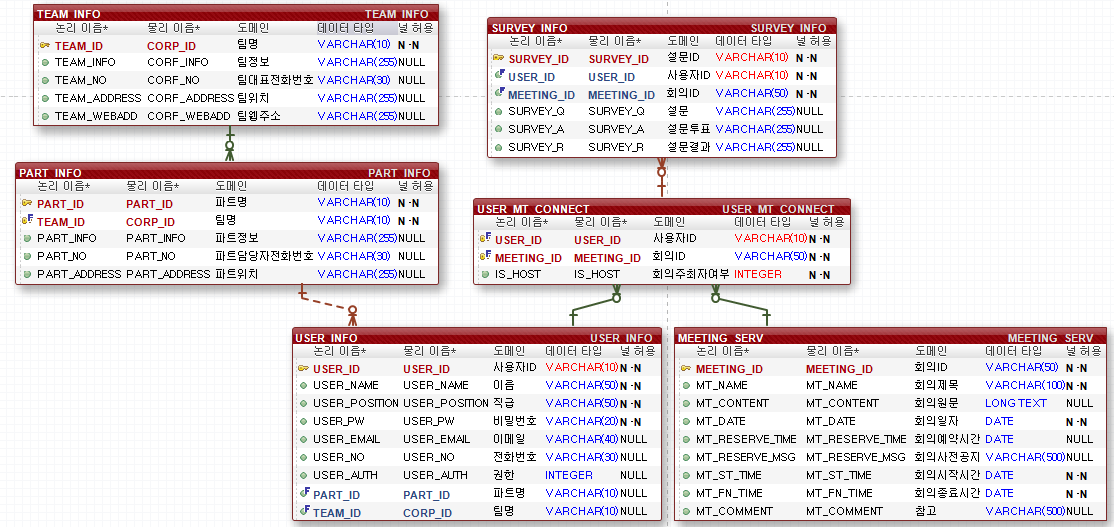 TEAM_INFO TEAM_INFO
논리 이름* 물리 이름* 도메인 데이터 타입 널 허용
TEAM_ID CORP_ID 팀명 VARCHAR(10) N-N
TEAM_INFO CORF_INFO 팀정보 VARCHAR(255) NULL
TEAM_NO CORF_NO 팀대표전화번호 VARCHAR(30) NULL
TEAM_ADDRESS CORF_ADDRESS 팀위치 VARCHAR(255) NULL
TEAM_WEBADD CORF_WEBADD 팀웹주소 VARCHAR(255) NULL
SURVEY_INFO SURVEY_INFO
논리 이름* 물리 이름* 도메인 데이터 타입 널 허용
SURVEY_ID SURVEY_ID 설문ID VARCHAR(10) N-N
USER_ID USER_ID 사용자ID VARCHAR(10) N-N
MEETING_ID MEETING_ID 회의ID VARCHAR(50) N-N
SURVEY_Q SURVEY_Q 설문 VARCHAR(255) NULL
SURVEY_A SURVEY_A 설문투표 VARCHAR(255) NULL
SURVEY_R SURVEY_R 설문결과 VARCHAR(255) NULL
PART_INFO PART_INFO
논리 이름* 물리 이름* 도메인 데이터 타입 널 허용
PART_ID PART_ID 파트명 VARCHAR(10) N-N
TEAM_ID CORP_ID 팀명 VARCHAR(10) N-N
PART_INFO PART_INFO 파트정보 VARCHAR(255) NULL
PART_NO PART_NO 파트담당자전화번호 VARCHAR(30) NULL
PART_ADDRESS PART_ADDRESS 파트위치 VARCHAR(255) NULL
USER_MT_CONNECT USER_MT_CONNECT
논리 이름* 물리 이름* 도메인 데이터 타입 널 허용
USER_ID USER_ID 사용자ID VARCHAR(10) N-N
MEETING_ID MEETING_ID 회의ID VARCHAR(50) N-N
IS_HOST IS_HOST 회의주최자여부 INTEGER N-N
USER_INFO USER_INFO
논리 이름* 물리 이름* 도메인 데이터 타입 널 허용
USER_ID USER_ID 사용자ID VARCHAR(10) N-N
USER_NAME USER_NAME 이음 VARCHAR(50) N-N
USER_POSITION USER_POSITION 직급 VARCHAR(50) N-N
USER_PW USER_PW 비밀번호 VARCHAR(20) N-N
USER_EMAIL USER_EMAIL 이메일 VARCHAR(40) NULL
USER_NO USER_NO 전화번호 VARCHAR(30) NULL
USER_AUTH USER_AUTH 권한 INTEGER NULL
PART_ID PART_ID 파트명 VARCHAR(10) NULL
TEAM_ID CORP_ID 팀명 VARCHAR(10) NULL
MEETING_SERV MEETING_SERV
논리 이름* 물리 이름* 도메인 데이터 타입 널 허용
MEETING_ID MEETING_ID 회의ID VARCHAR(50) N-N
MT_NAME MT_NAME 회의제목 VARCHAR(100) N-N
MT_CONTENT MT_CONTENT 회의원문 LONG TEXT NULL
MT_DATE MT_DATE 회의일자 DATE N-N
MT_RESERVE_TIME MT_RESERVE_TIME 회의예약시간 DATE NULL
MT_RESERVE_MSG MT_RESERVE_MSG 회의사전공지 VARCHAR(500) NULL
MT_ST_TIME MT_ST_TIME 회의시작시간 DATE N-N
MT_FN_TIME MT_FN_TIME 회의종료시간 DATE N-N
MT_COMMENT MT_COMMENT 참고 VARCHAR(500) NULL